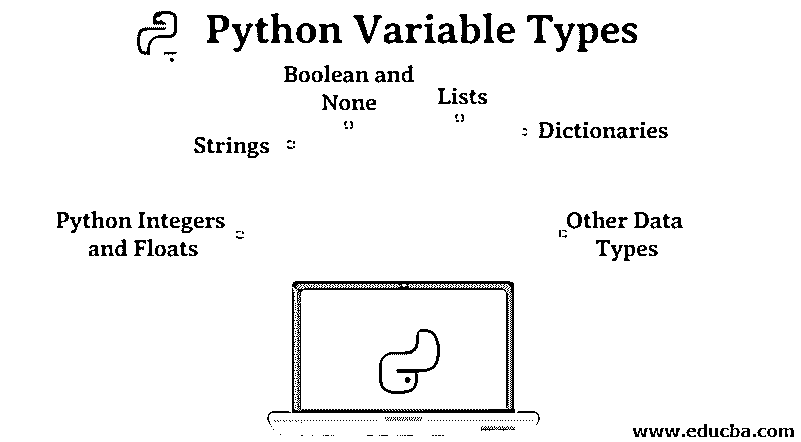 Python Variable Types
Boolean and
None
Lists
Strings
Dictionaries
Python Integers
and Floats
Other Data
Types
www.educba.com